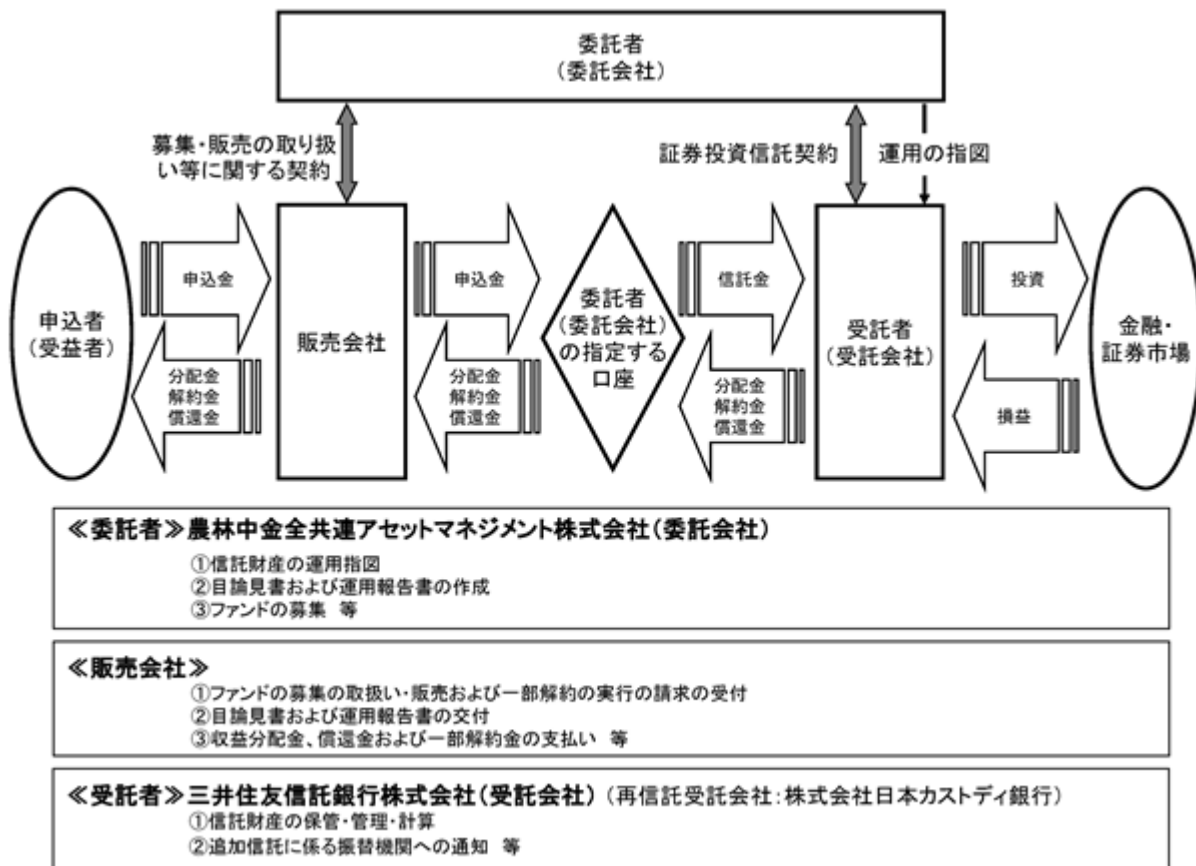 委託者
(委託会社)
募集・販売の取り扱
い等に関する契約
証券投資信託契約
運用の指図
申込者
(受益者)
申込金
分配金
解約金
償還金
販売会社
申込金
分配金
解約金
償還金
委託者
(委託会社)
の指定する
口座
信託金
分配金
解約金
償還金
受託者
(受託会社)
投資
損益
金融・
証券市場
≪委託者≫農林中金全共連アセットマネジメント株式会社(委託会社)
①信託財産の運用指図
②目論見書および運用報告書の作成
③ファンドの募集 等
≪販売会社≫
①ファンドの募集の取扱い・販売および一部解約の実行の請求の受付
②目論見書および運用報告書の交付
③収益分配金、償還金および一部解約金の支払い 等
≪受託者≫三井住友信託銀行株式会社(受託会社) (再信託受託会社:株式会社日本カストディ銀行)
①信託財産の保管・管理・計算
②追加信託に係る振替機関への通知 等